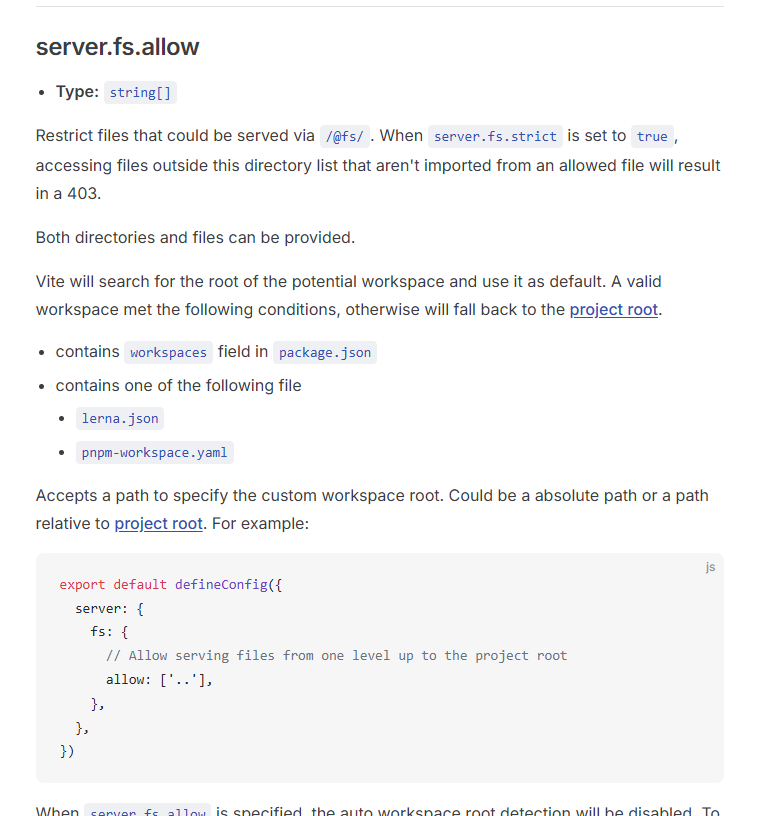 server.fs.allow
• Type: string[]
Restrict files that could be served via /@fs/ . When server.fs.strict is set to true ,
accessing files outside this directory list that aren't imported from an allowed file will result
in a 403.
Both directories and files can be provided.
Vite will search for the root of the potential workspace and use it as default. A valid
workspace met the following conditions, otherwise will fall back to the project root.
• contains workspaces field in package.json
• contains one of the following file
• lerna.json
• pnpm-workspace.yaml
Accepts a path to specify the custom workspace root. Could be a absolute path or a path
relative to project root. For example:
js
export default defineConfig({
  server: {
    fs: {
      // Allow serving files from one level up to the project root
      allow: ['..'],
    },
  },
})
When server.fs.allow is specified, the auto workspace root detection will be disabled. To